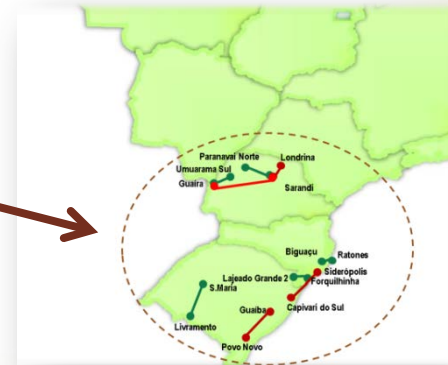 Paranavaí Norte
Londrina
Umuarama Sul
Guaíra
Sarandi
Biguaçu
Ratones
Siderópolis
Lajeado Grande 2
Forquilhinha
S.Maria
Capivari do Sul
Guaíba
Livramento
Povo Novo